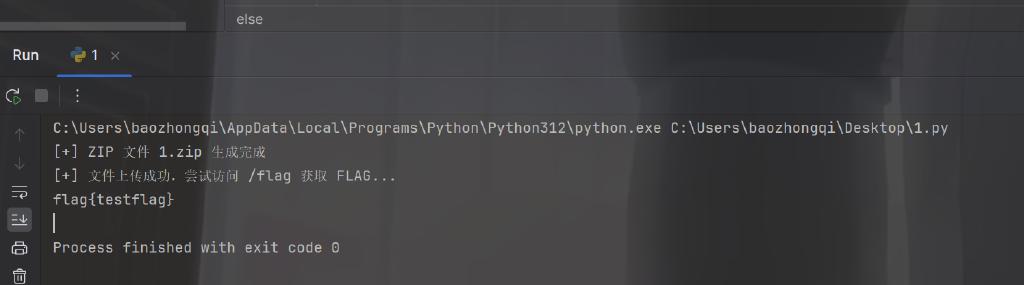 else
Run
1
C:\Users\baozhongqi\AppData\Local\Programs\Python\Python312\python.exe C:\Users\baozhongqi\Desktop\1.py
[+] ZIP 文件 1.zip 生成完成
[+] 文件上传成功，尝试访问 /flag 获取 FLAG...
flag{testflag}
Process finished with exit code 0